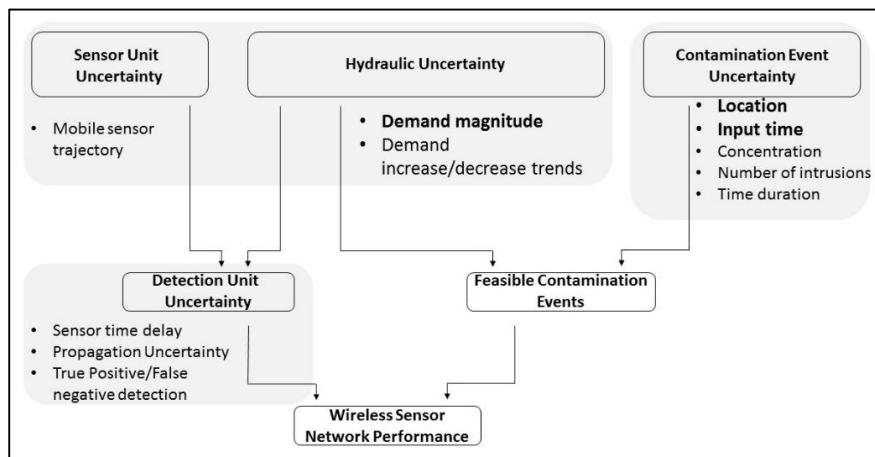 Sensor Unit
Uncertainty
Hydraulic Uncertainty
Contamination Event
Uncertainty
• Mobile sensor
trajectory
• Demand magnitude
• Demand
increase/decrease trends
• Location
• Input time
• Concentration
• Number of intrusions
• Time duration
Detection Unit
Uncertainty
Feasible Contamination
Events
• Sensor time delay
• Propagation Uncertainty
• True Positive/False
negative detection
Wireless Sensor
Network Performance